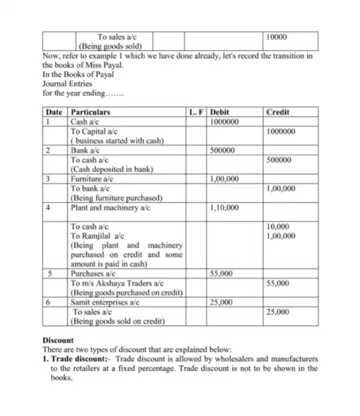 To sales a/c 10000
(Being goods sold)
Now, refer to example 1 which we have done already, let's record the transition in
the books of Miss Payal.
In the Books of Payal
Journal Entries
for the year ending…….
Date Particulars L. F Debit Credit
1 Cash a/c 1000000
To Capital a/c 1000000
( business started with cash)
2 Bank a/c 500000
To cash a/c 500000
(Cash deposited in bank)
3 Furniture a/c 1,00,000
To bank a/c 1,00,000
(Being furniture purchased)
4 Plant and machinery a/c 1,10,000
To cash a/c 10,000
To Ramjilal a/c 1,00,000
(Being plant and machinery
purchased on credit and some
amount is paid in cash)
5 Purchases a/c 55,000
To m/s Akshaya Traders a/c 55,000
(Being goods purchased on credit)
6 Samit enterprises a/c 25,000
To sales a/c 25,000
(Being goods sold on credit)
Discount
There are two types of discount that are explained below:
1. Trade discount:- Trade discount is allowed by wholesalers and manufacturers
to the retailers at a fixed percentage. Trade discount is not to be shown in the
books,